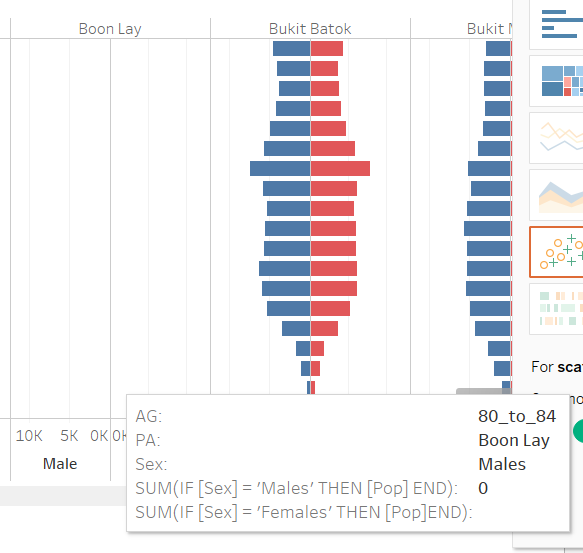 Boon Lay
Bukit Batok
Bukit
For sca
10K 5K 0K 0K
Male
AG: 80_to_84
PA: Boon Lay
Sex: Males
SUM(IF [Sex] = 'Males' THEN [Pop] END): 0
SUM(IF [Sex] = 'Females' THEN [Pop]END):